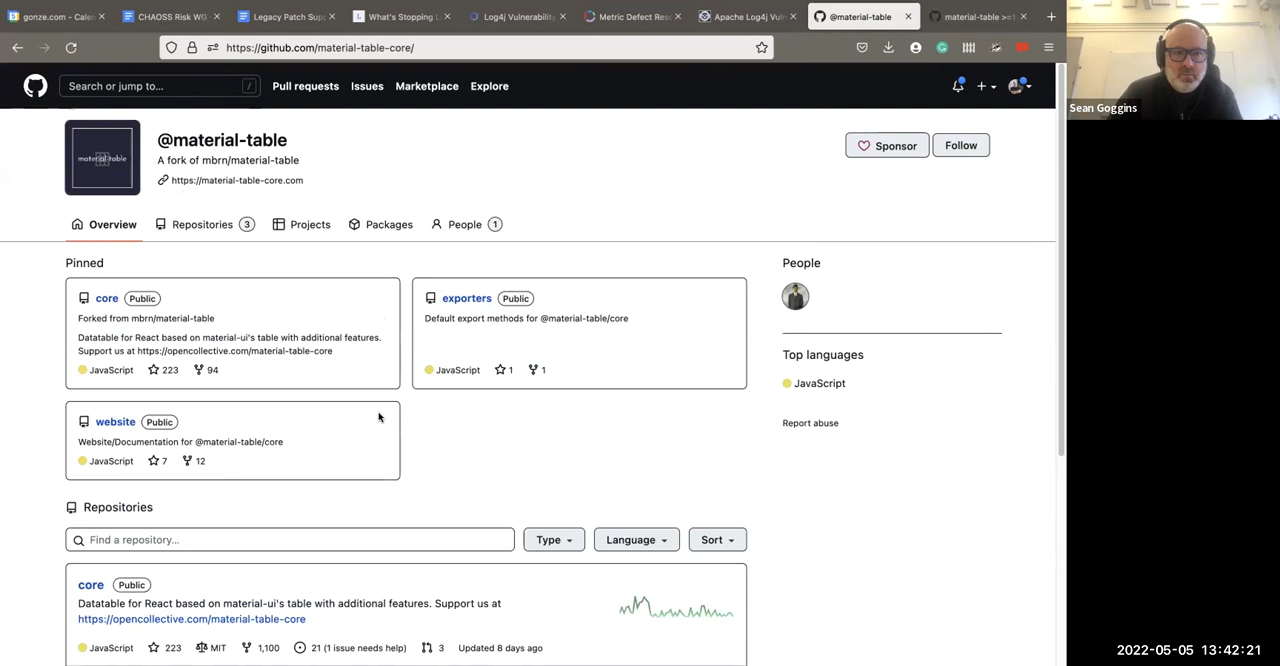 gonze.com - Calen
CHAOSS Risk WG
Legacy Patch Sup
What's Stopping L
Log4j Vulnerability
Metric Defect Res
Apache Log4j Vuln
@material-table
material-table >=1
https://github.com/material-table-core/
Search or jump to...
/
Pull requests
Issues
Marketplace
Explore
Sean Goggins
@material-table
A fork of mbrn/material-table
https://material-table-core.com
material-table
Sponsor
Follow
Overview
Repositories 3
Projects
Packages
People 1
Pinned
core Public
Forked from mbrn/material-table
Datatable for React based on material-ui's table with additional features.
Support us at https://opencollective.com/material-table-core
JavaScript 223 94
exporters Public
Default export methods for @material-table/core
JavaScript 1 1
website Public
Website/Documentation for @material-table/core
JavaScript 7 12
People
Top languages
JavaScript
Report abuse
Repositories
Find a repository...
Type
Language
Sort
core Public
Datatable for React based on material-ui's table with additional features. Support us at
https://opencollective.com/material-table-core
JavaScript 223 MIT 1,100 21 (1 issue needs help) 3 Updated 8 days ago
2022-05-05 13:42:21